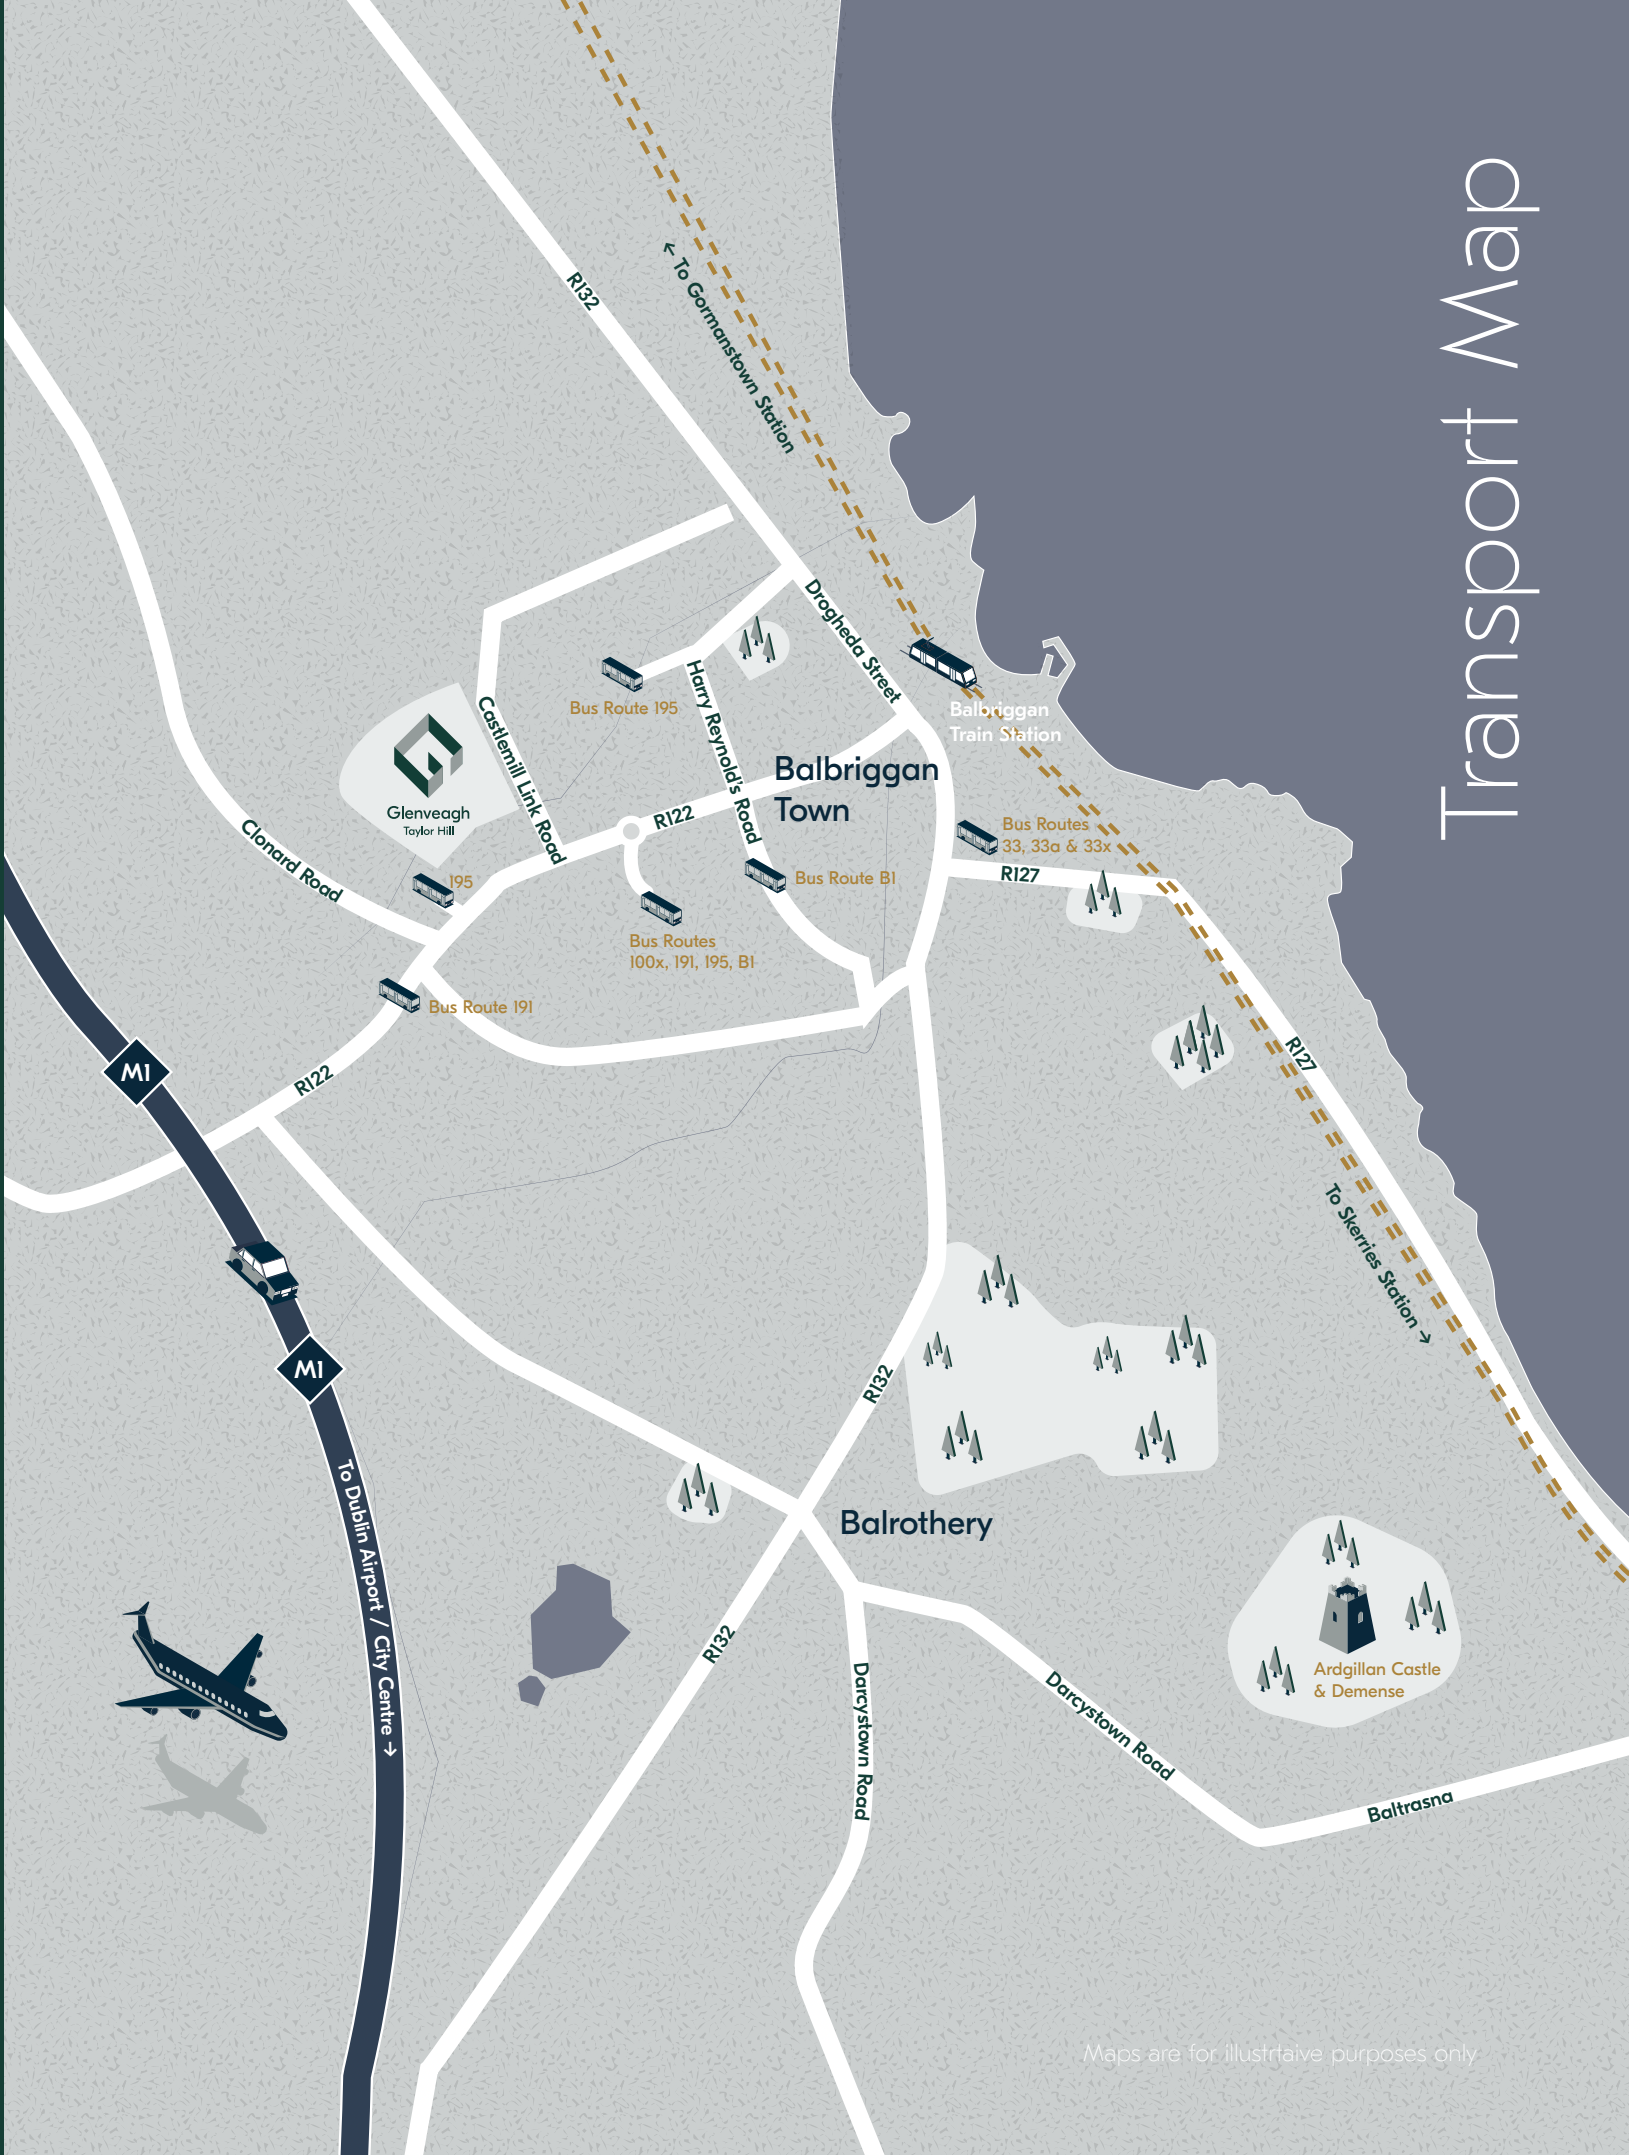 Transport Map
R132
← To Gormanstown Station
Drogheda Street
Balbriggan
Train Station
Bus Route 195
Harry Reynold's Road
Castlemill Link Road
Glenveagh
Taylor Hill
Balbriggan
Town
R122
Bus Routes
33, 33a & 33x
Clonard Road
195
Bus Route B1
R127
Bus Routes
100x, 191, 195, B1
Bus Route 191
M1
R122
R127
To Skerries Station →
M1
R132
To Dublin Airport / City Centre →
Balrothery
R132
Ardgillan Castle
& Demense
Darcystown Road
Darcystown Road
Baltrasna
Maps are for illustrfaive purposes only